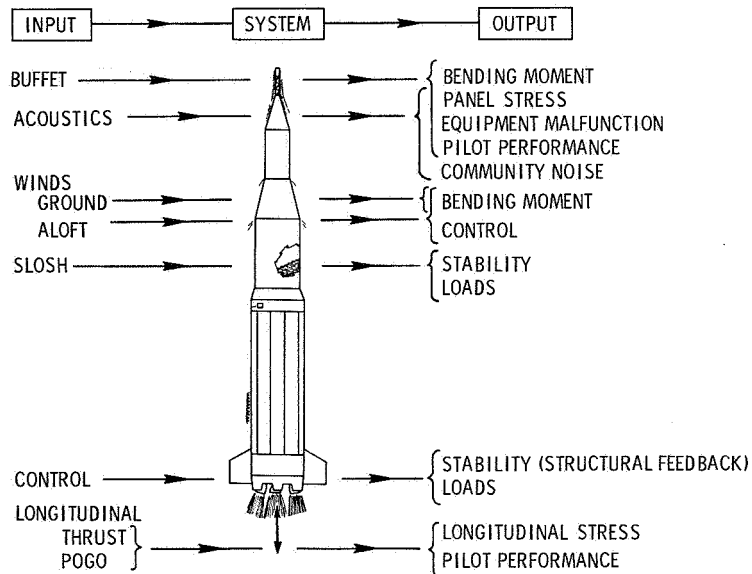 INPUT SYSTEM OUTPUT
BUFFET
ACOUSTICS
WINDS
GROUND
ALOFT
SLOSH
CONTROL
LONGITUDINAL
THRUST
POGO
BENDING MOMENT
PANEL STRESS
EQUIPMENT MALFUNCTION
PILOT PERFORMANCE
COMMUNITY NOISE
BENDING MOMENT
CONTROL
STABILITY
LOADS
STABILITY (STRUCTURAL FEEDBACK)
LOADS
LONGITUDINAL STRESS
PILOT PERFORMANCE